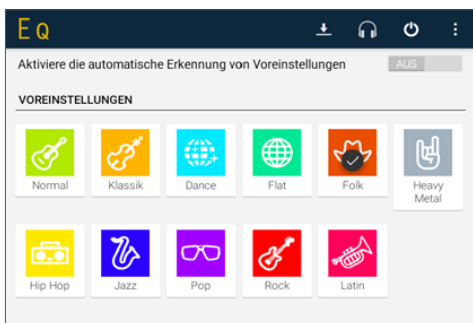 EQ
Aktiviere die automatische Erkennung von Voreinstellungen AUS
VOREINSTELLUNGEN
Normal Klassik Dance Flat Folk Heavy
Metal
Hip Hop Jazz Pop Rock Latin